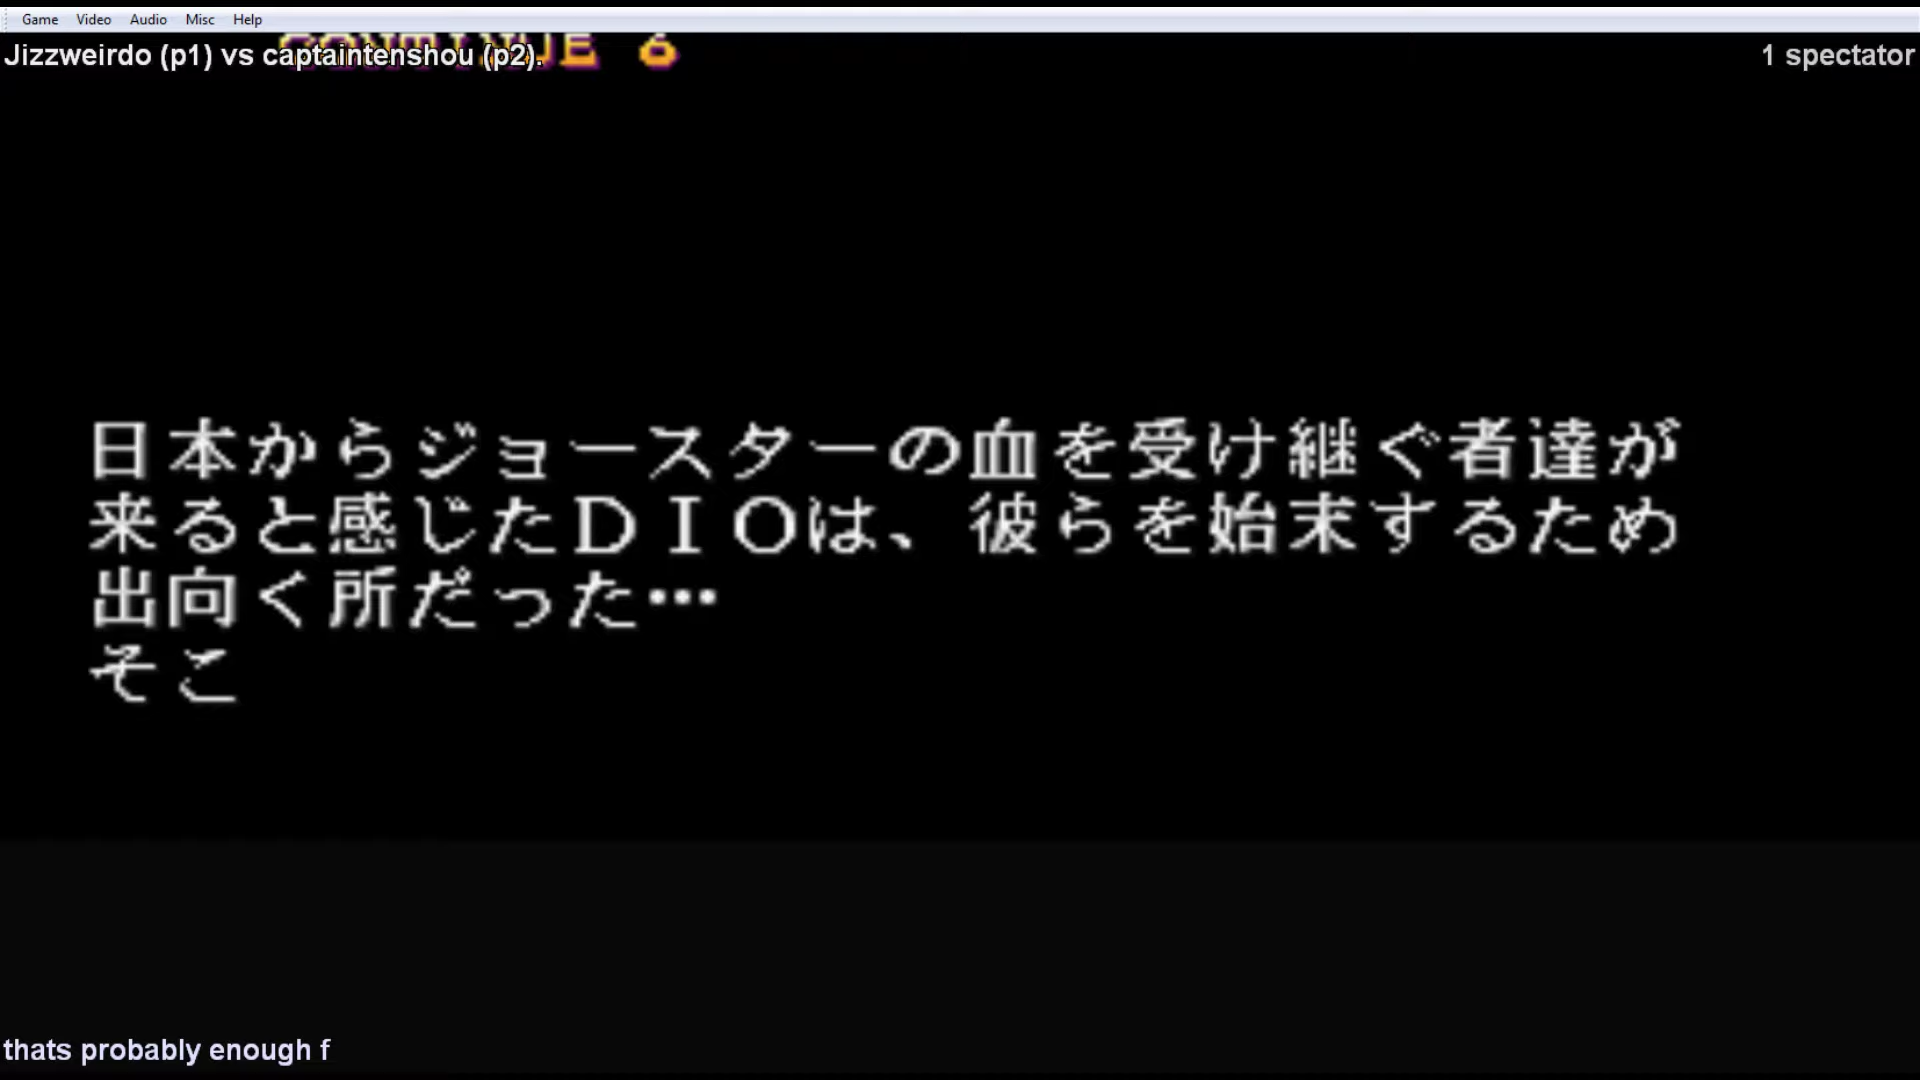 Game Video Audio Misc Help
CONTINUE 6
Jizzweirdo (p1) vs captaintenshou (p2).
1 spectator
日本からジョースターの血を受け継ぐ者達が
来ると感じたＤＩＯは、彼らを始末するため
出向く所だった…
そこ
thats probably enough f